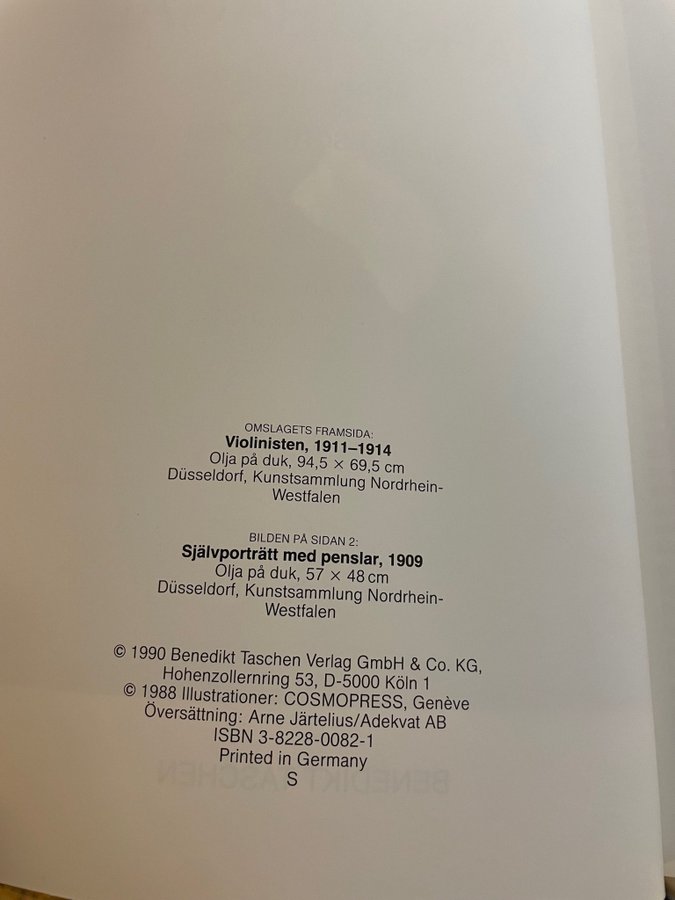 OMSLAGETS FRAMSIDA:
Violinisten, 1911–1914
Olja på duk, 94,5 × 69,5 cm
Düsseldorf, Kunstsammlung Nordrhein-
Westfalen
BILDEN PÅ SIDAN 2:
Självporträtt med penslar, 1909
Olja på duk, 57 × 48 cm
Düsseldorf, Kunstsammlung Nordrhein-
Westfalen
© 1990 Benedikt Taschen Verlag GmbH & Co. KG,
Hohenzollernring 53, D-5000 Köln 1
© 1988 Illustrationer: COSMOPRESS, Genève
Översättning: Arne Järtelius/Adekvat AB
ISBN 3-8228-0082-1
Printed in Germany
S
BENEDIKT TASCHEN